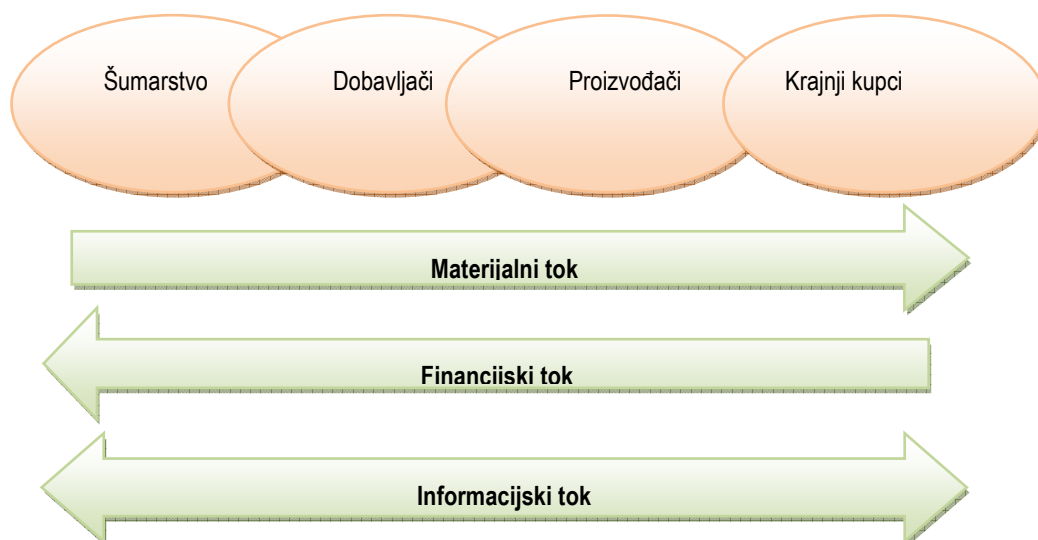 Šumarstvo
Dobavljači
Proizvođači
Krajnji kupci
Materijalni tok
Financijski tok
Informacijski tok